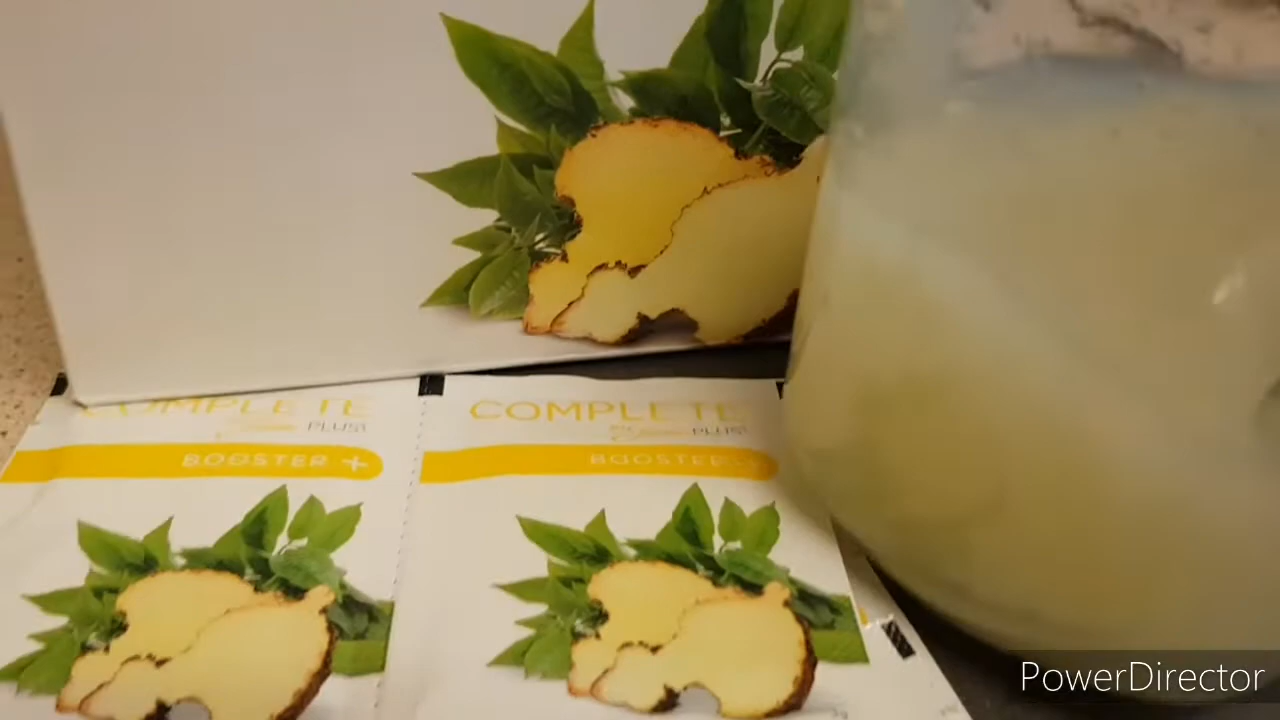 COMPLETE
PLUS!
BOOSTER +
COMPLETE
PLUS!
BOOSTER
PowerDirector